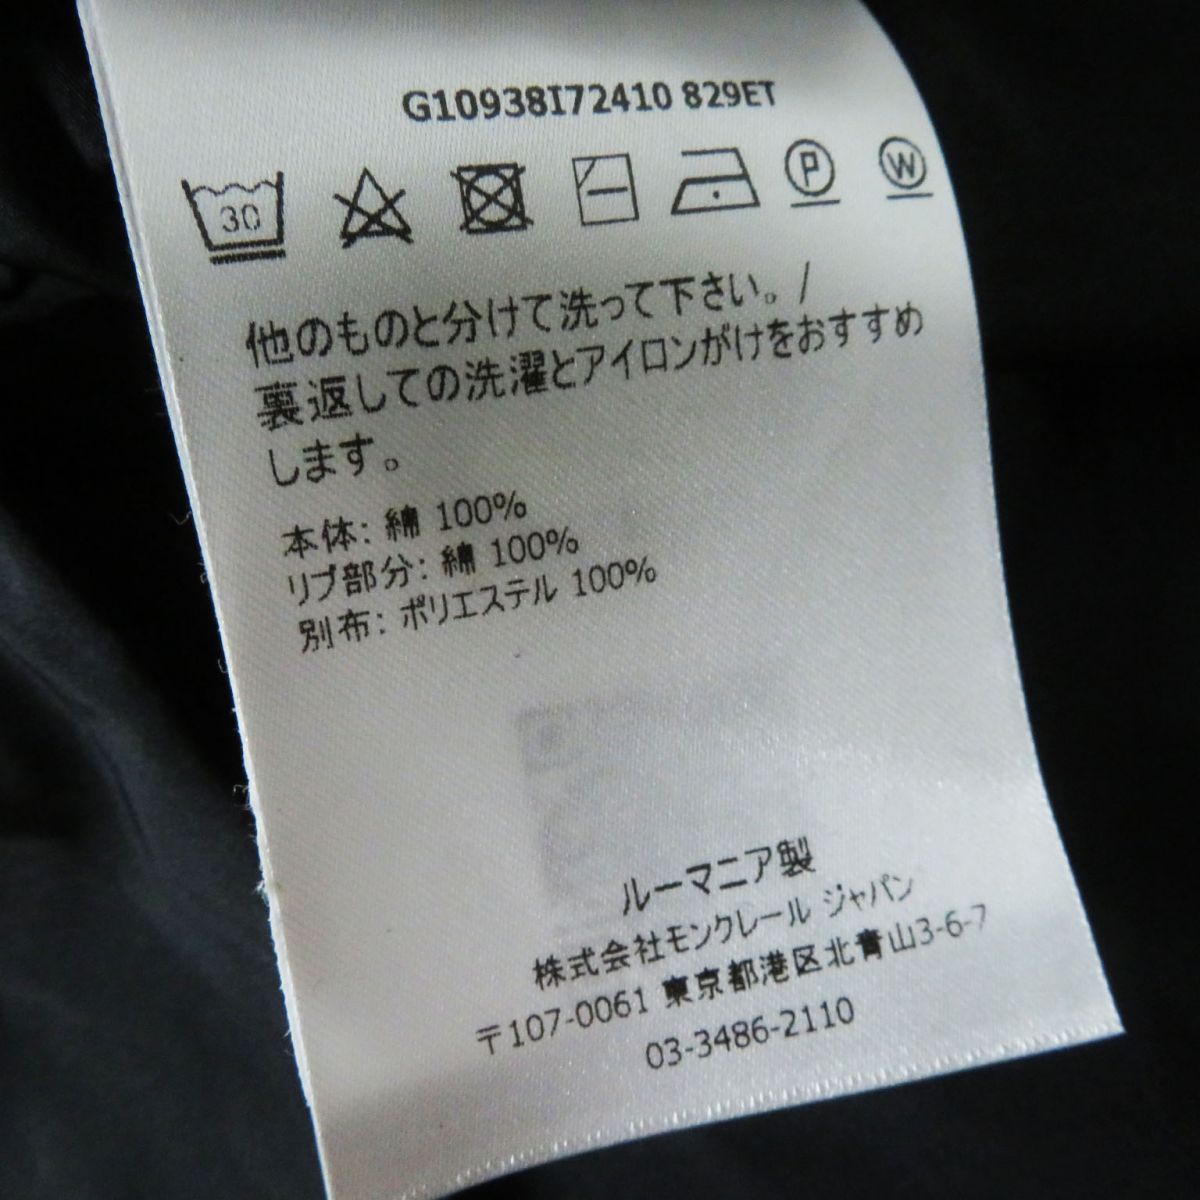 G10938I72410 829ET
30 P W
他のものと分けて洗って下さい。/
裏返しての洗濯とアイロンがけをおすすめ
します。
本体: 綿 100%
リブ部分: 綿 100%
別布: ポリエステル 100%
ルーマニア製
株式会社モンクレール ジャパン
〒107-0061 東京都港区北青山3-6-7
03-3486-2110